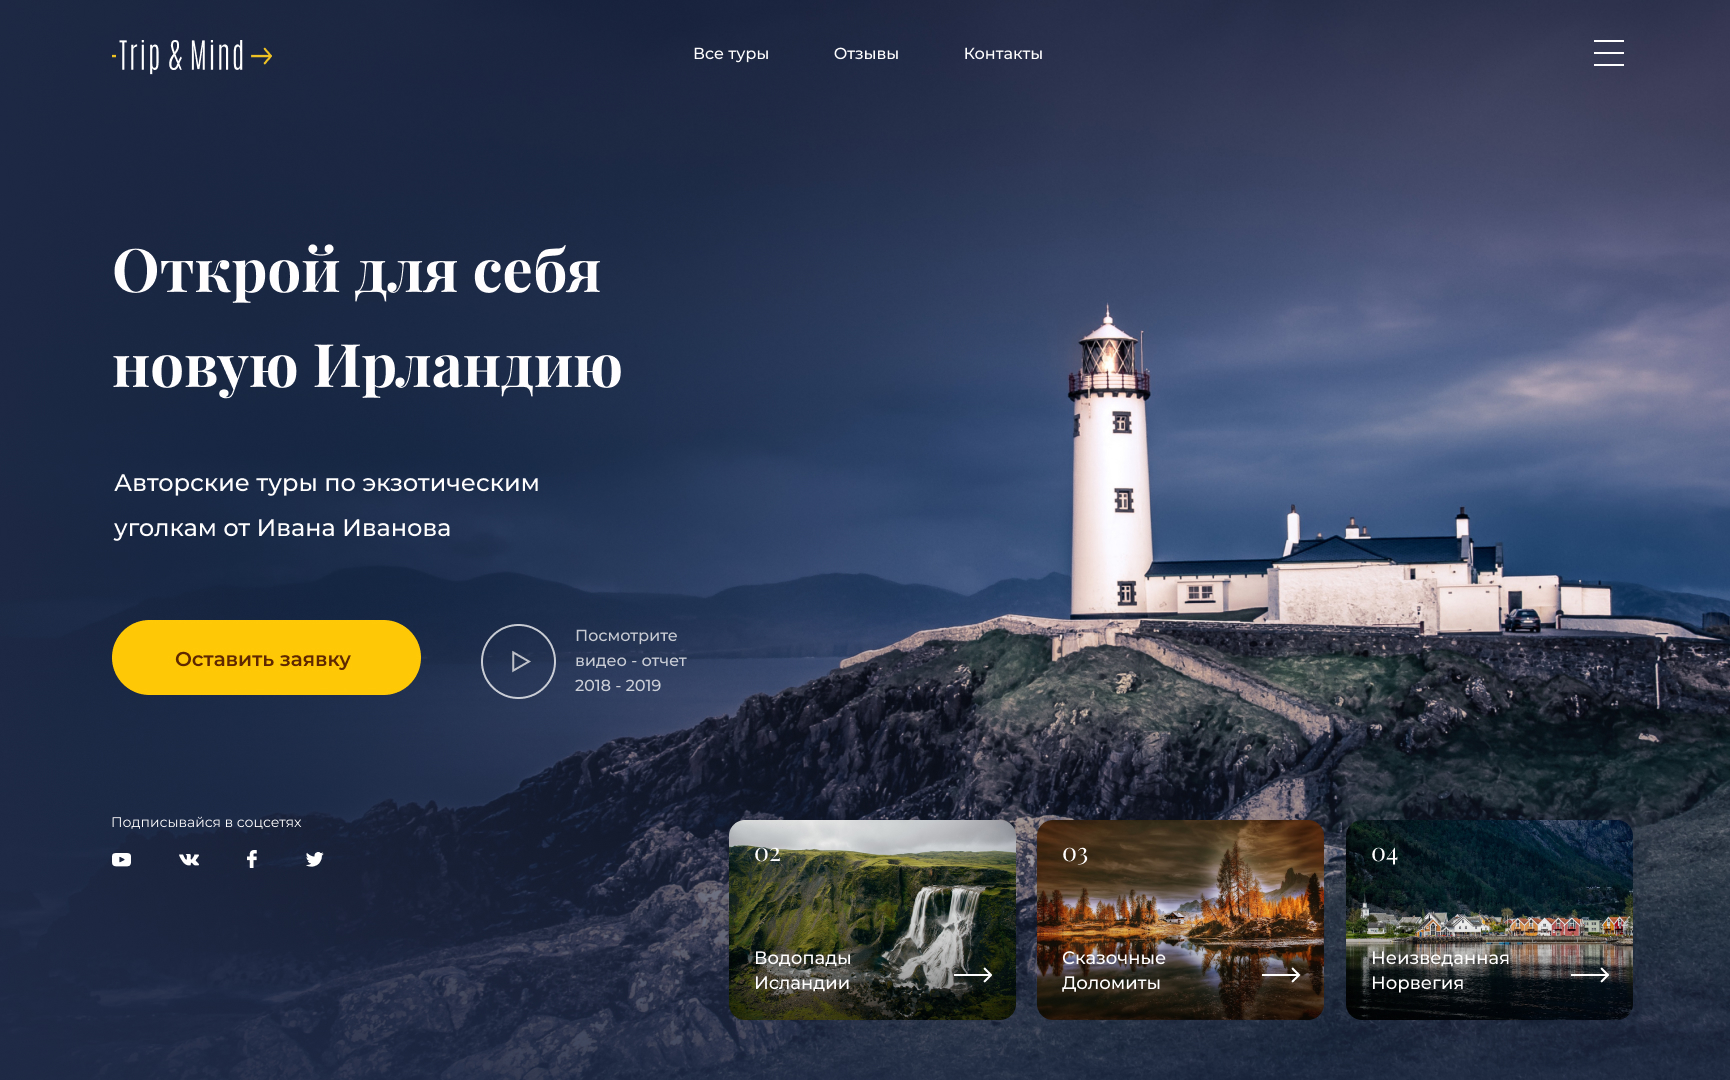 Trip & Mind
Все туры
Отзывы
Контакты
Открой для себя
новую Ирландию
Авторские туры по экзотическим
уголкам от Ивана Иванова
Оставить заявку
Посмотрите
видео - отчет
2018 - 2019
Подписывайся в соцсетях
02
Водопады
Исландии
03
Сказочные
Доломиты
04
Неизведанная
Норвегия